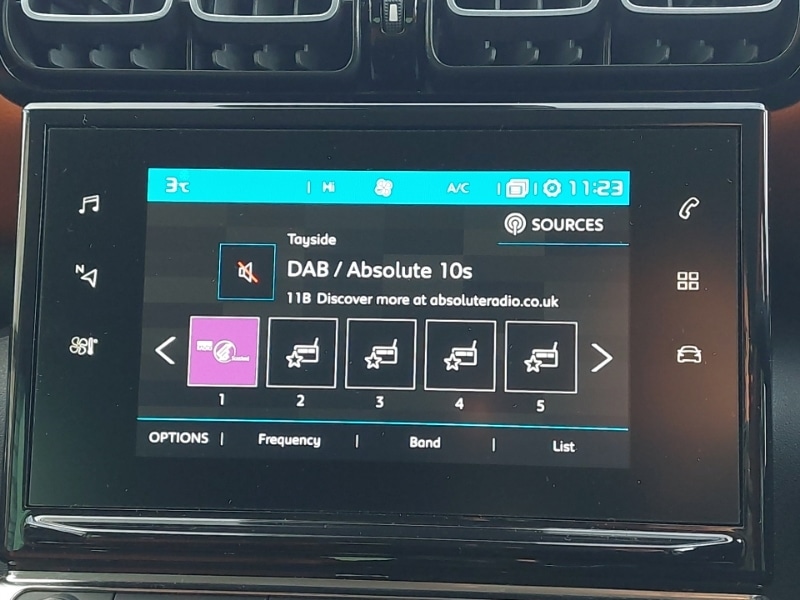 3°C | Hi A/C | | 11:23
SOURCES
Tayside
DAB / Absolute 10s
11B Discover more at absoluteradio.co.uk
N
1 2 3 4 5
OPTIONS | Frequency | Band | List